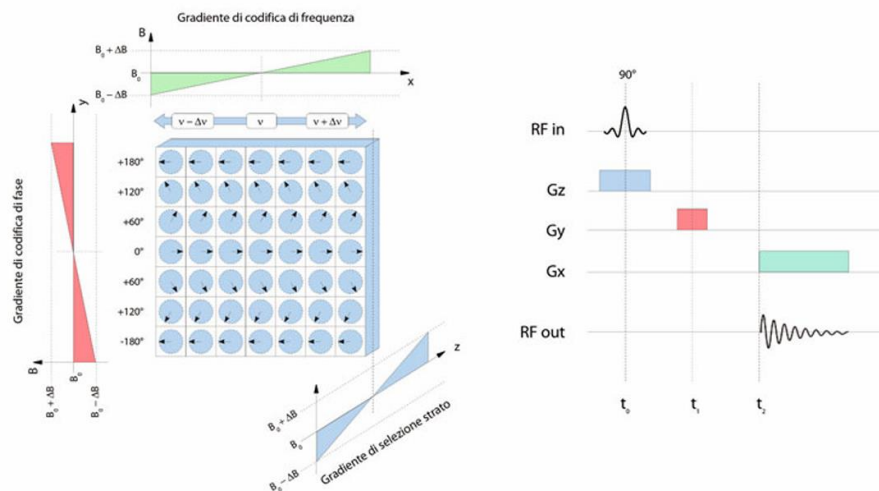 Gradiente di codifica di frequenza
B
B₀ + ΔB
B₀
B₀ − ΔB
x
y
ν − Δν
ν
ν + Δν
+180°
+120°
+60°
0°
+60°
+120°
-180°
Gradiente di codifica di fase
B
B₀ + ΔB
B₀
B₀ − ΔB
z
B₀ + ΔB
B₀
B₀ − ΔB
Gradiente di selezione strato
90°
RF in
Gz
Gy
Gx
RF out
t₀
t₁
t₂